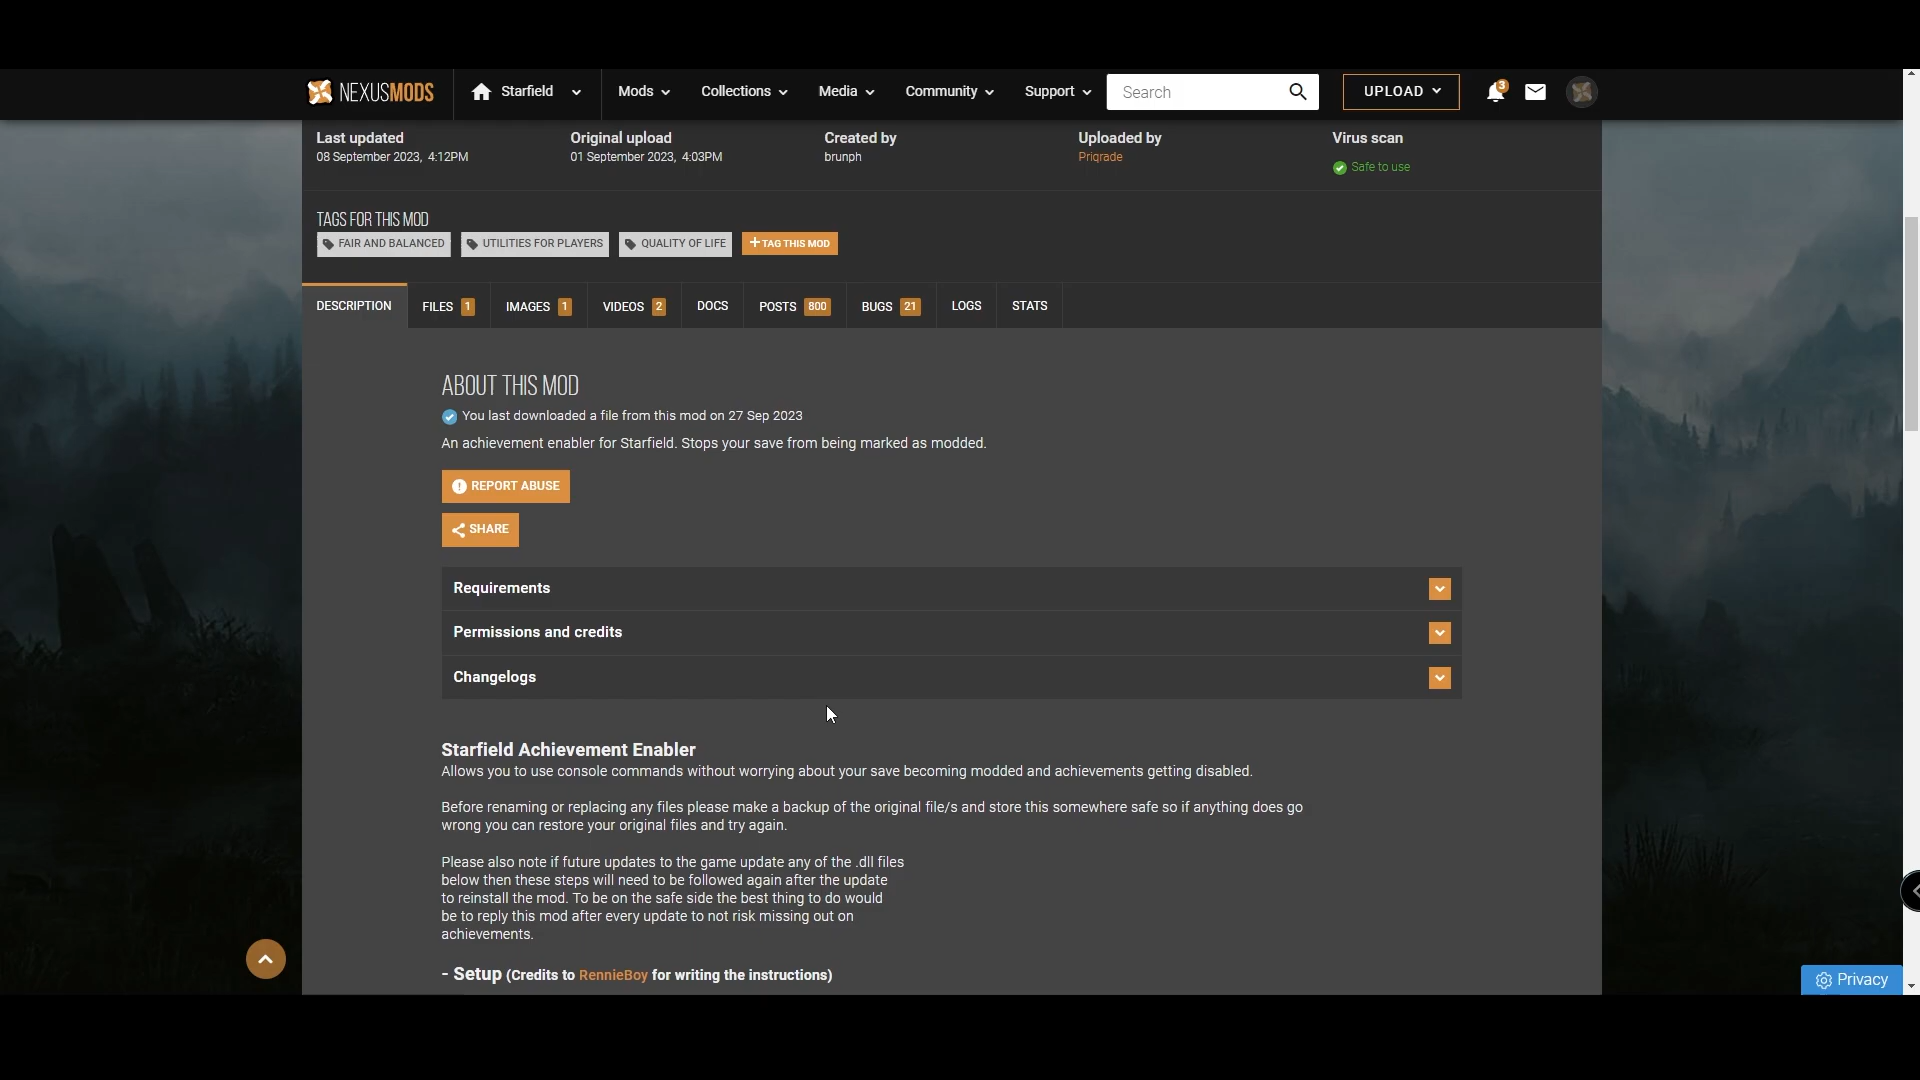 NEXUSMODS
Starfield
Mods
Collections
Media
Community
Support
Search
UPLOAD
3
Last updated
08 September 2023, 4:12PM
Original upload
01 September 2023, 4:03PM
Created by
brunph
Uploaded by
Priqrade
Virus scan
Safe to use
TAGS FOR THIS MOD
FAIR AND BALANCED
UTILITIES FOR PLAYERS
QUALITY OF LIFE
+TAG THIS MOD
DESCRIPTION
FILES 1
IMAGES 1
VIDEOS 2
DOCS
POSTS 800
BUGS 21
LOGS
STATS
ABOUT THIS MOD
You last downloaded a file from this mod on 27 Sep 2023
An achievement enabler for Starfield. Stops your save from being marked as modded.
REPORT ABUSE
SHARE
Requirements
Permissions and credits
Changelogs
Starfield Achievement Enabler
Allows you to use console commands without worrying about your save becoming modded and achievements getting disabled.
Before renaming or replacing any files please make a backup of the original file/s and store this somewhere safe so if anything does go
wrong you can restore your original files and try again.
Please also note if future updates to the game update any of the .dll files
below then these steps will need to be followed again after the update
to reinstall the mod. To be on the safe side the best thing to do would
be to reply this mod after every update to not risk missing out on
achievements.
- Setup (Credits to RennieBoy for writing the instructions)
Privacy